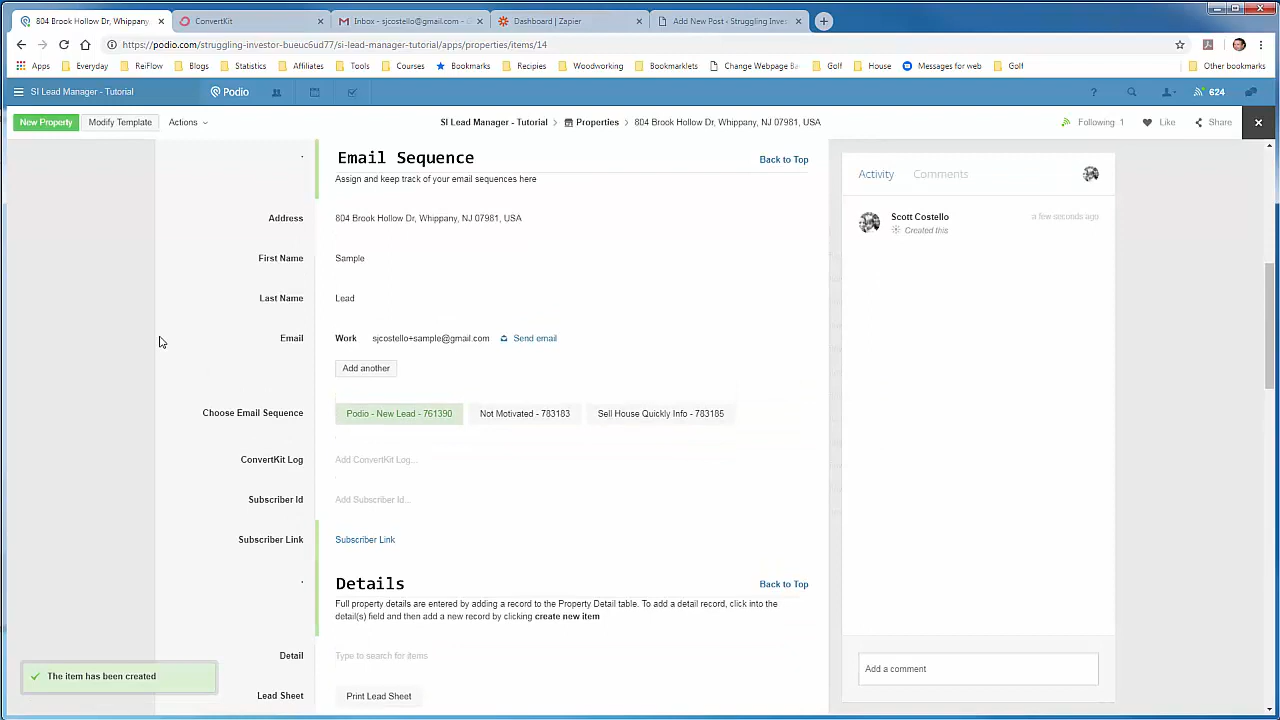 804 Brook Hollow Dr, Whippany
ConvertKit
Inbox - sjcostello@gmail.com -
Dashboard | Zapier
Add New Post - Struggling Inves
https://podio.com/struggling-investor-bueuc6ud77/si-lead-manager-tutorial/apps/properties/items/14
Apps Everyday ReiFlow Blogs Statistics Affiliates Tools Courses Bookmarks Recipies Woodworking Bookmarklets Change Webpage Ba Golf House Messages for web Golf Other bookmarks
SI Lead Manager - Tutorial Podio ? 624
New Property Modify Template Actions SI Lead Manager - Tutorial > Properties > 804 Brook Hollow Dr, Whippany, NJ 07981, USA Following 1 Like Share
. Email Sequence Back to Top
Assign and keep track of your email sequences here
Address 804 Brook Hollow Dr, Whippany, NJ 07981, USA
First Name Sample
Last Name Lead
Email Work sjcostello+sample@gmail.com Send email
Add another
Choose Email Sequence Podio - New Lead - 761390 Not Motivated - 783183 Sell House Quickly Info - 783185
ConvertKit Log Add ConvertKit Log...
Subscriber Id Add Subscriber Id...
Subscriber Link Subscriber Link
. Details Back to Top
Full property details are entered by adding a record to the Property Detail table. To add a detail record, click into the
detail(s) field and then add a new record by clicking create new item
Detail Type to search for items
Lead Sheet Print Lead Sheet
Activity Comments
Scott Costello a few seconds ago
Created this
Add a comment
The item has been created